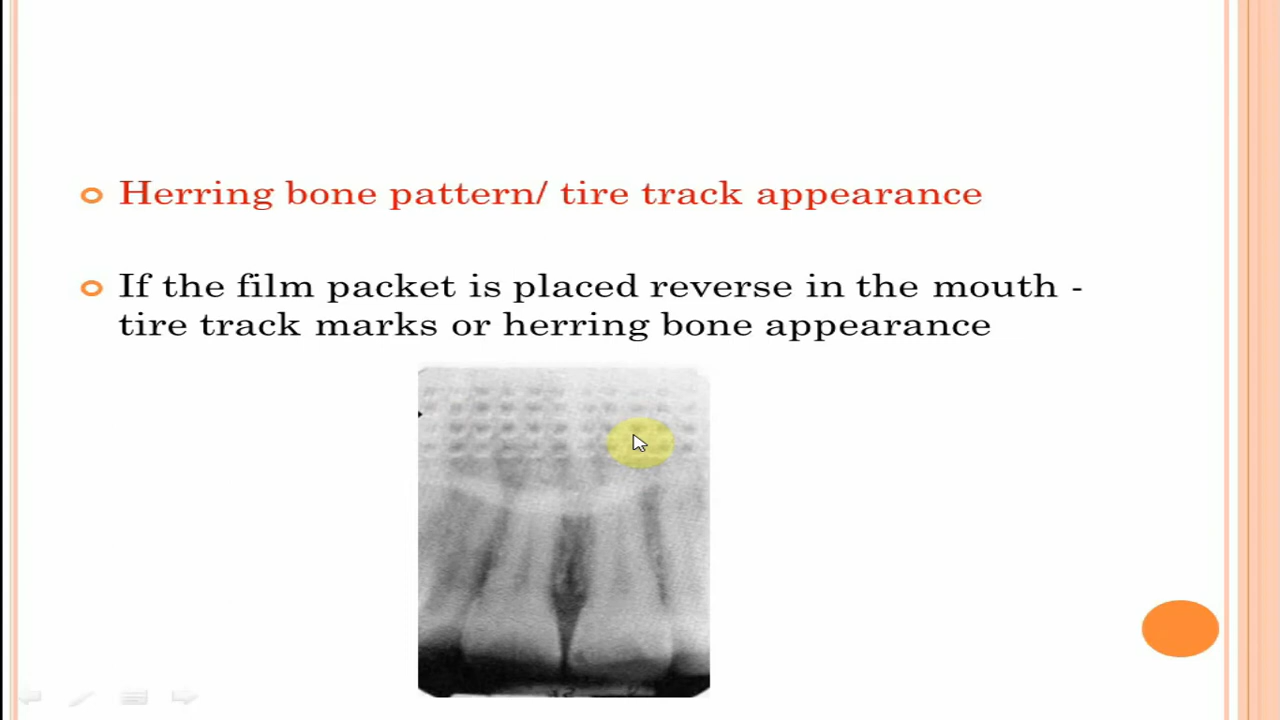 Herring bone pattern/ tire track appearance
If the film packet is placed reverse in the mouth -
tire track marks or herring bone appearance